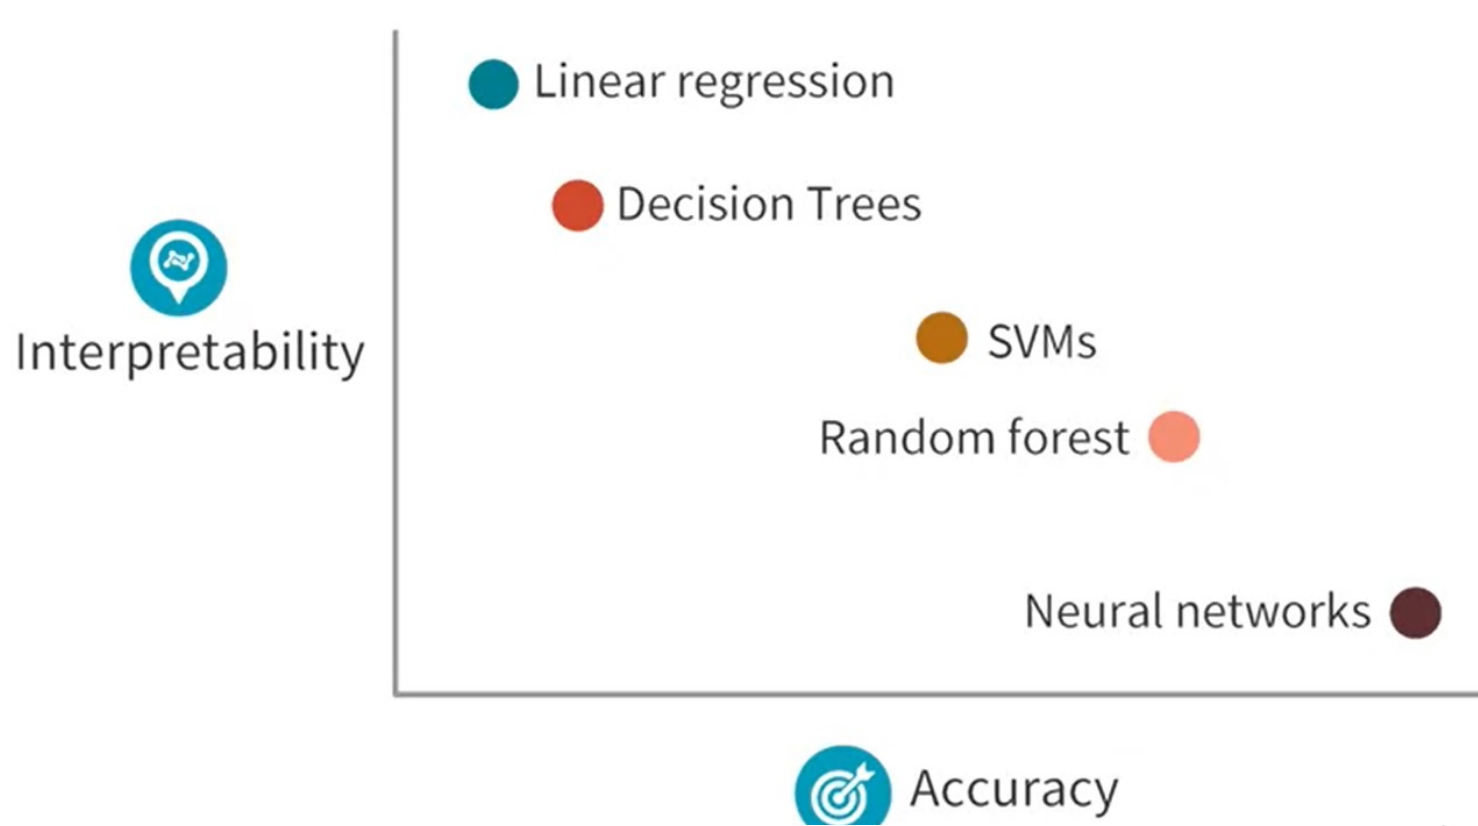 Linear regression
Decision Trees
SVMs
Interpretability
Random forest
Neural networks
Accuracy